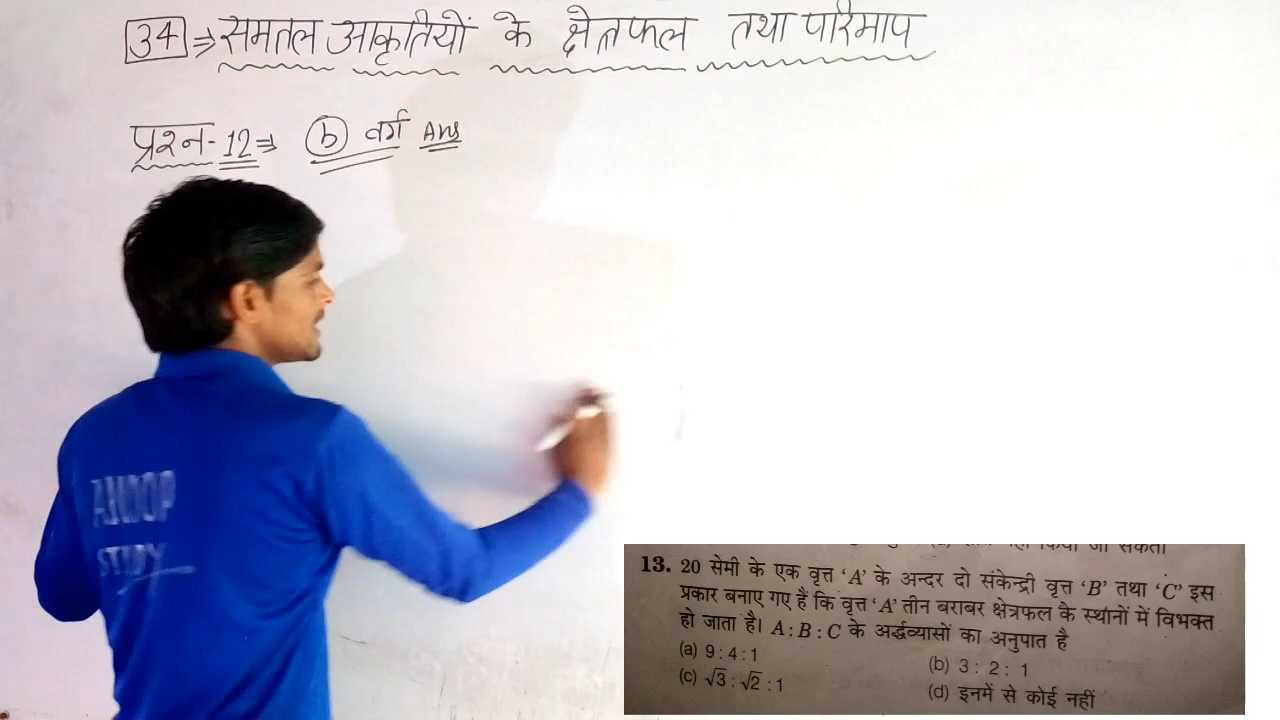 34 ⇒ समतल आकृतियों के क्षेत्रफल तथा परिमाप
प्रश्न-12 ⇒ (b) वर्ग Ans
ANOOP
STUDY
13. 20 सेमी के एक वृत्त ‘A’ के अन्दर दो संकेन्द्री वृत्त ‘B’ तथा ‘C’ इस
प्रकार बनाए गए हैं कि वृत्त ‘A’ तीन बराबर क्षेत्रफल के स्थानों में विभक्त
हो जाता है। A : B : C के अर्द्धव्यासों का अनुपात है
(a) 9 : 4 : 1 (b) 3 : 2 : 1
(c) √3 : √2 : 1 (d) इनमें से कोई नहीं